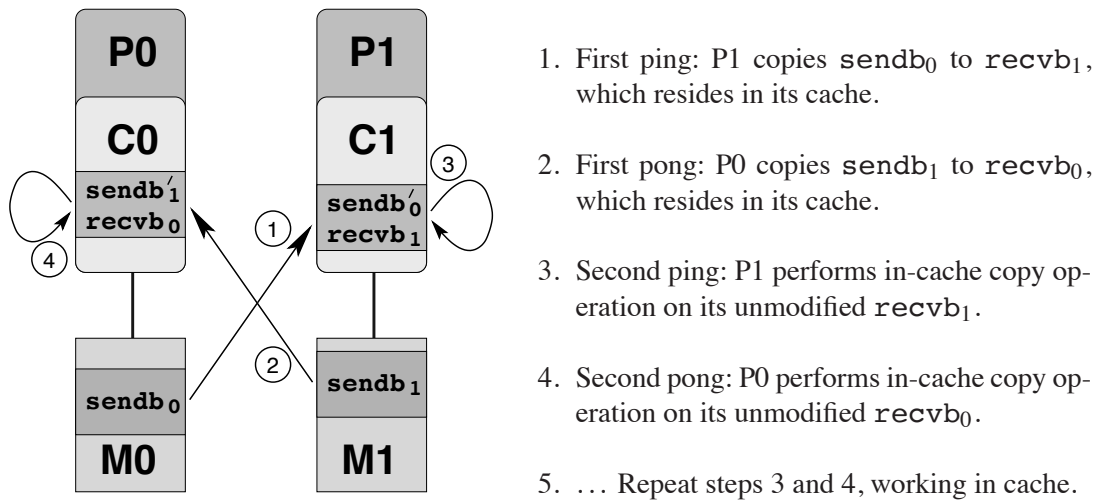 P0
P1
C0
C1
sendb′1
recvb0
sendb′0
recvb1
3
4
1
2
sendb0
sendb1
M0
M1
1. First ping: P1 copies sendb0 to recvb1,
which resides in its cache.
2. First pong: P0 copies sendb1 to recvb0,
which resides in its cache.
3. Second ping: P1 performs in-cache copy op-
eration on its unmodified recvb1.
4. Second pong: P0 performs in-cache copy op-
eration on its unmodified recvb0.
5. … Repeat steps 3 and 4, working in cache.